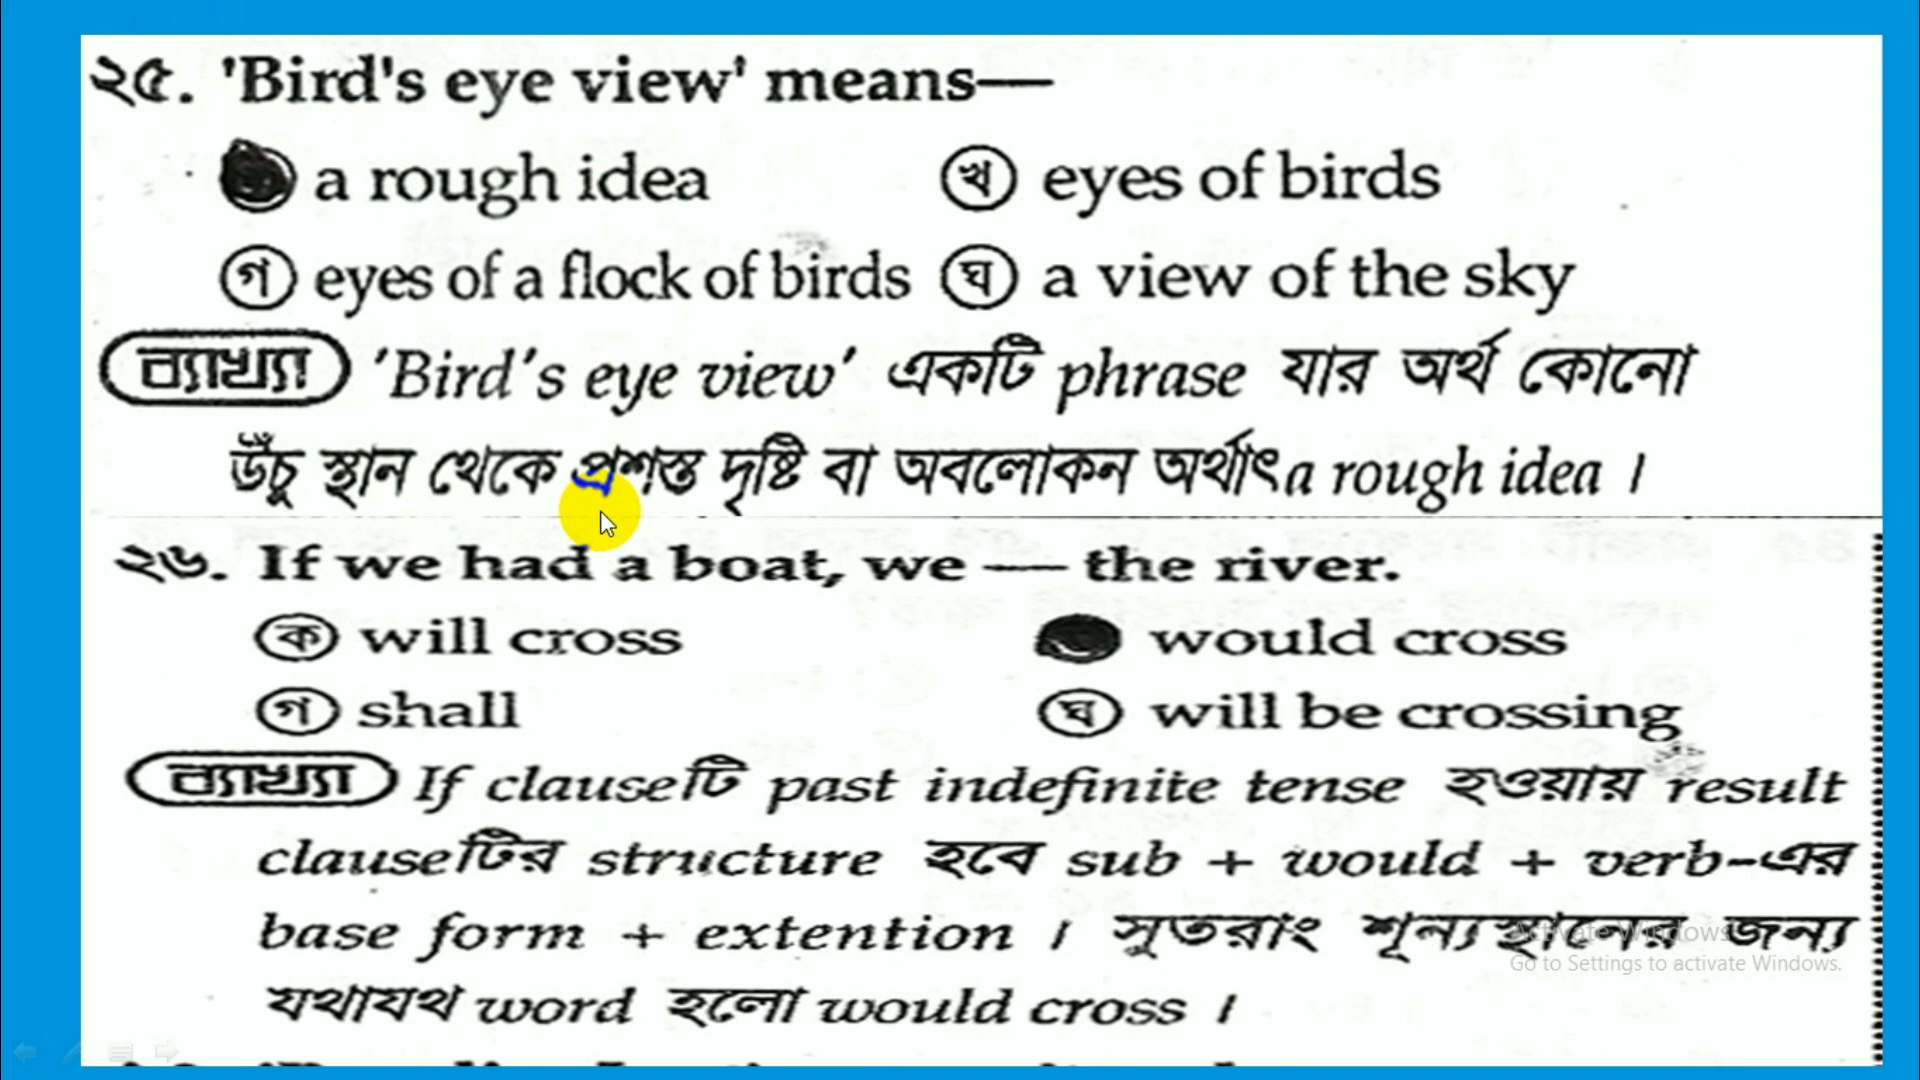 ২৫. 'Bird's eye view' means—
a rough idea খ eyes of birds
গ eyes of a flock of birds ঘ a view of the sky
ব্যাখ্যা 'Bird's eye view' একটি phrase যার অর্থ কোনো
উঁচু স্থান থেকে প্রশস্ত দৃষ্টি বা অবলোকন অর্থাৎ a rough idea ।
২৬. If we had a boat, we — the river.
ক will cross would cross
গ shall ঘ will be crossing
ব্যাখ্যা If clauseটি past indefinite tense হওয়ায় result
clauseটির structure হবে sub + would + verb-এর
base form + extention । সুতরাং শূন্যস্থানের জন্য
যথাযথ word হলো would cross ।
Activate Windows
Go to Settings to activate Windows.